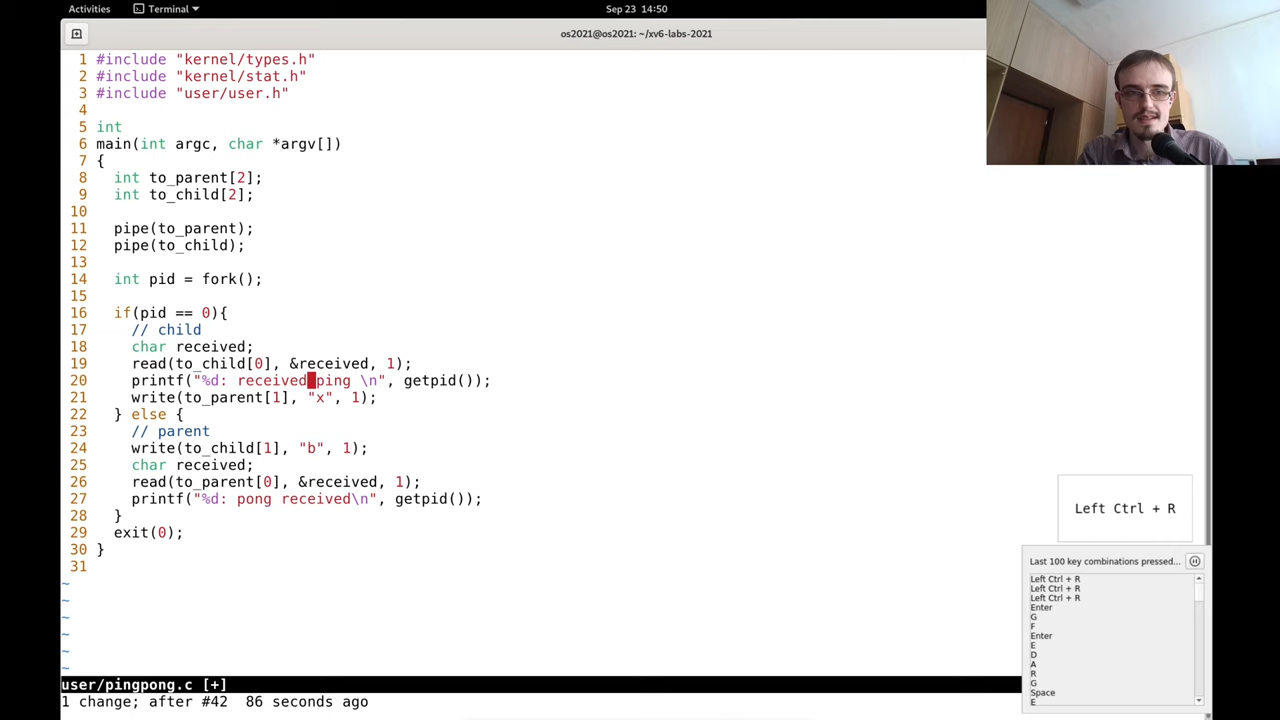 Activities
Terminal
Sep 23 14:50
os2021@os2021: ~/xv6-labs-2021
1 #include "kernel/types.h"
2 #include "kernel/stat.h"
3 #include "user/user.h"
4
5 int
6 main(int argc, char *argv[])
7 {
8 int to_parent[2];
9 int to_child[2];
10
11 pipe(to_parent);
12 pipe(to_child);
13
14 int pid = fork();
15
16 if(pid == 0){
17 // child
18 char received;
19 read(to_child[0], &received, 1);
20 printf("%d: received ping \n", getpid());
21 write(to_parent[1], "x", 1);
22 } else {
23 // parent
24 write(to_child[1], "b", 1);
25 char received;
26 read(to_parent[0], &received, 1);
27 printf("%d: pong received\n", getpid());
28 }
29 exit(0);
30 }
31
~
~
~
~
~
~
user/pingpong.c [+]
1 change; after #42 86 seconds ago
Left Ctrl + R
Last 100 key combinations pressed...
Left Ctrl + R
Left Ctrl + R
Left Ctrl + R
Enter
G
F
Enter
E
D
A
R
G
Space
E